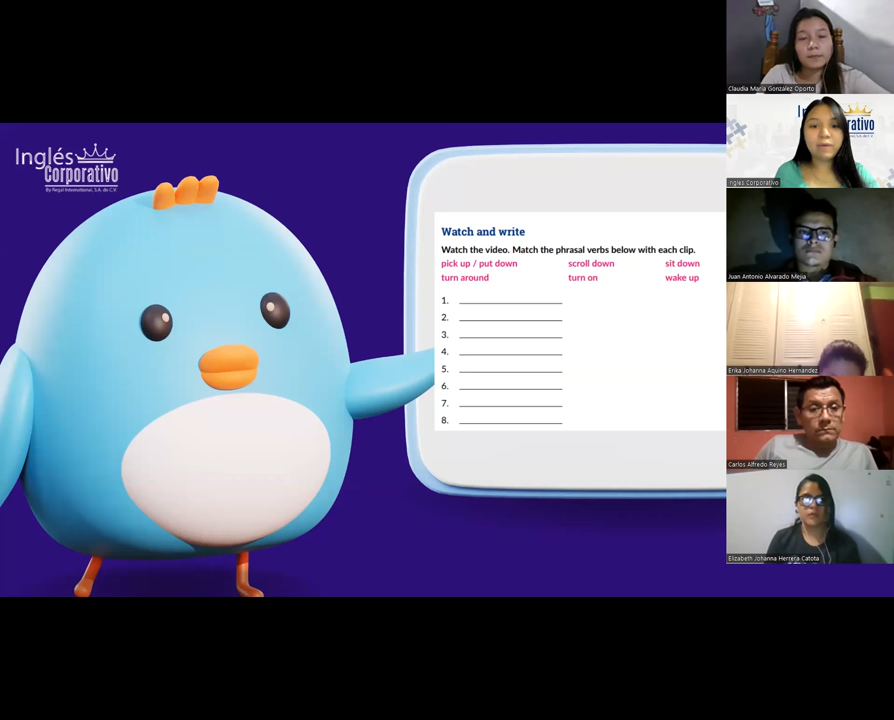 Inglés
Corporativo
By Regal International, S.A. de C.V.
Watch and write
Watch the video. Match the phrasal verbs below with each clip.
pick up / put down scroll down sit down
turn around turn on wake up
1.
2.
3.
4.
5.
6.
7.
8.
Claudia Maria González Oporto
Inglés Corporativo
Juan Antonio Alvarado Mejia
Erika Johanna Aquino Hernández
Carlos Alfredo Reyes
Elizabeth Johanna Herrera Catota